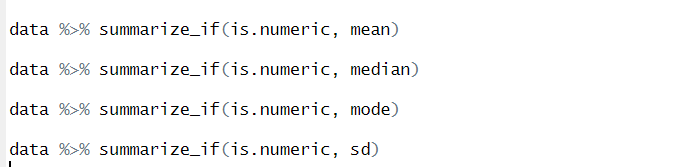 data %>% summarize_if(is.numeric, mean)
data %>% summarize_if(is.numeric, median)
data %>% summarize_if(is.numeric, mode)
data %>% summarize_if(is.numeric, sd)